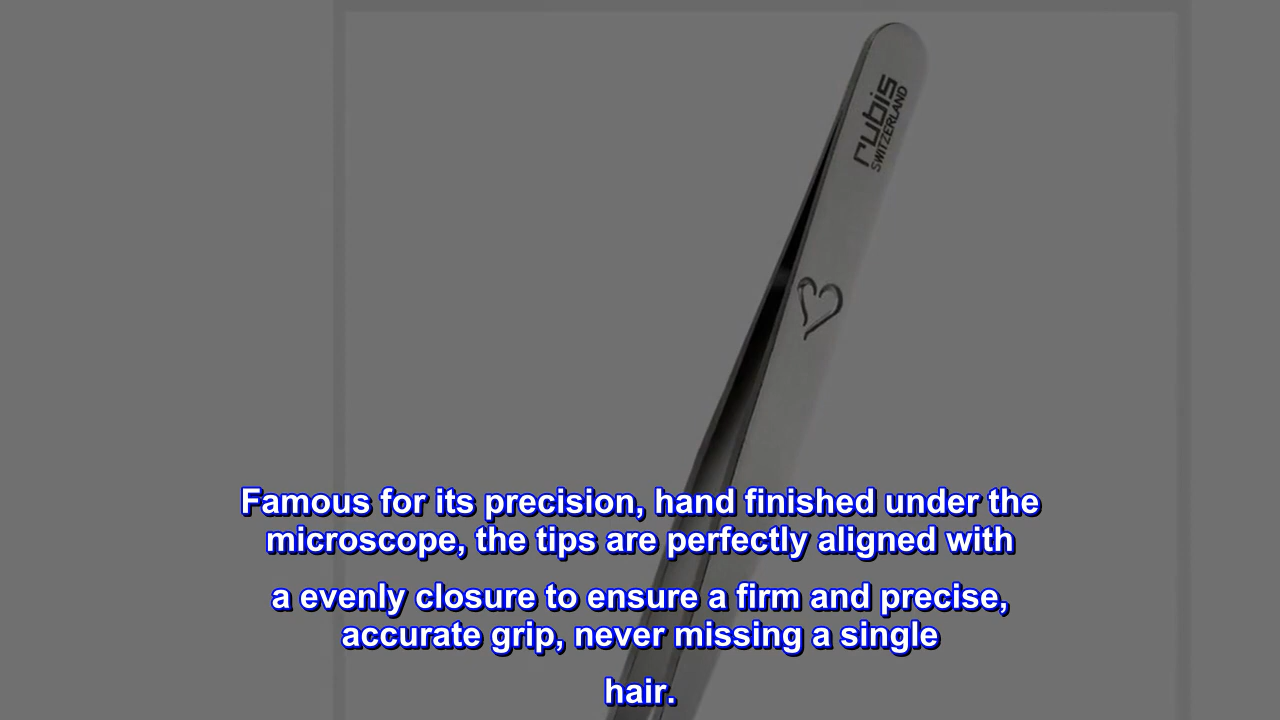 rubis
SWITZERLAND
Famous for its precision, hand finished under the
microscope, the tips are perfectly aligned with
a evenly closure to ensure a firm and precise,
accurate grip, never missing a single
hair.